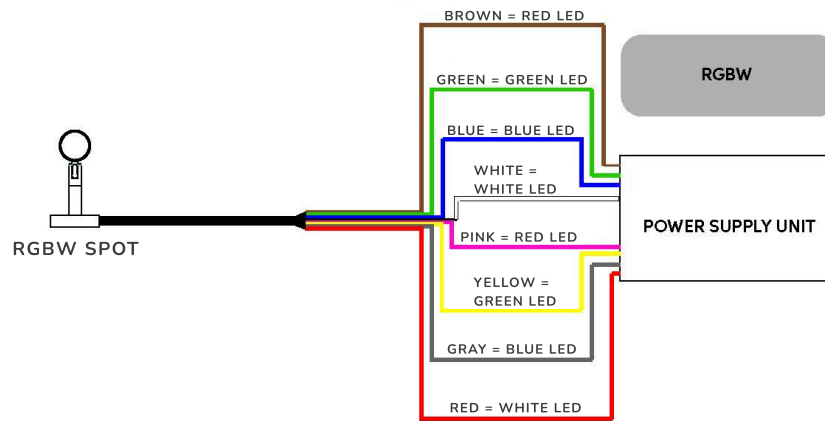 BROWN = RED LED
RGBW
GREEN = GREEN LED
BLUE = BLUE LED
WHITE =
WHITE LED
POWER SUPPLY UNIT
PINK = RED LED
RGBW SPOT
YELLOW =
GREEN LED
GRAY = BLUE LED
RED = WHITE LED